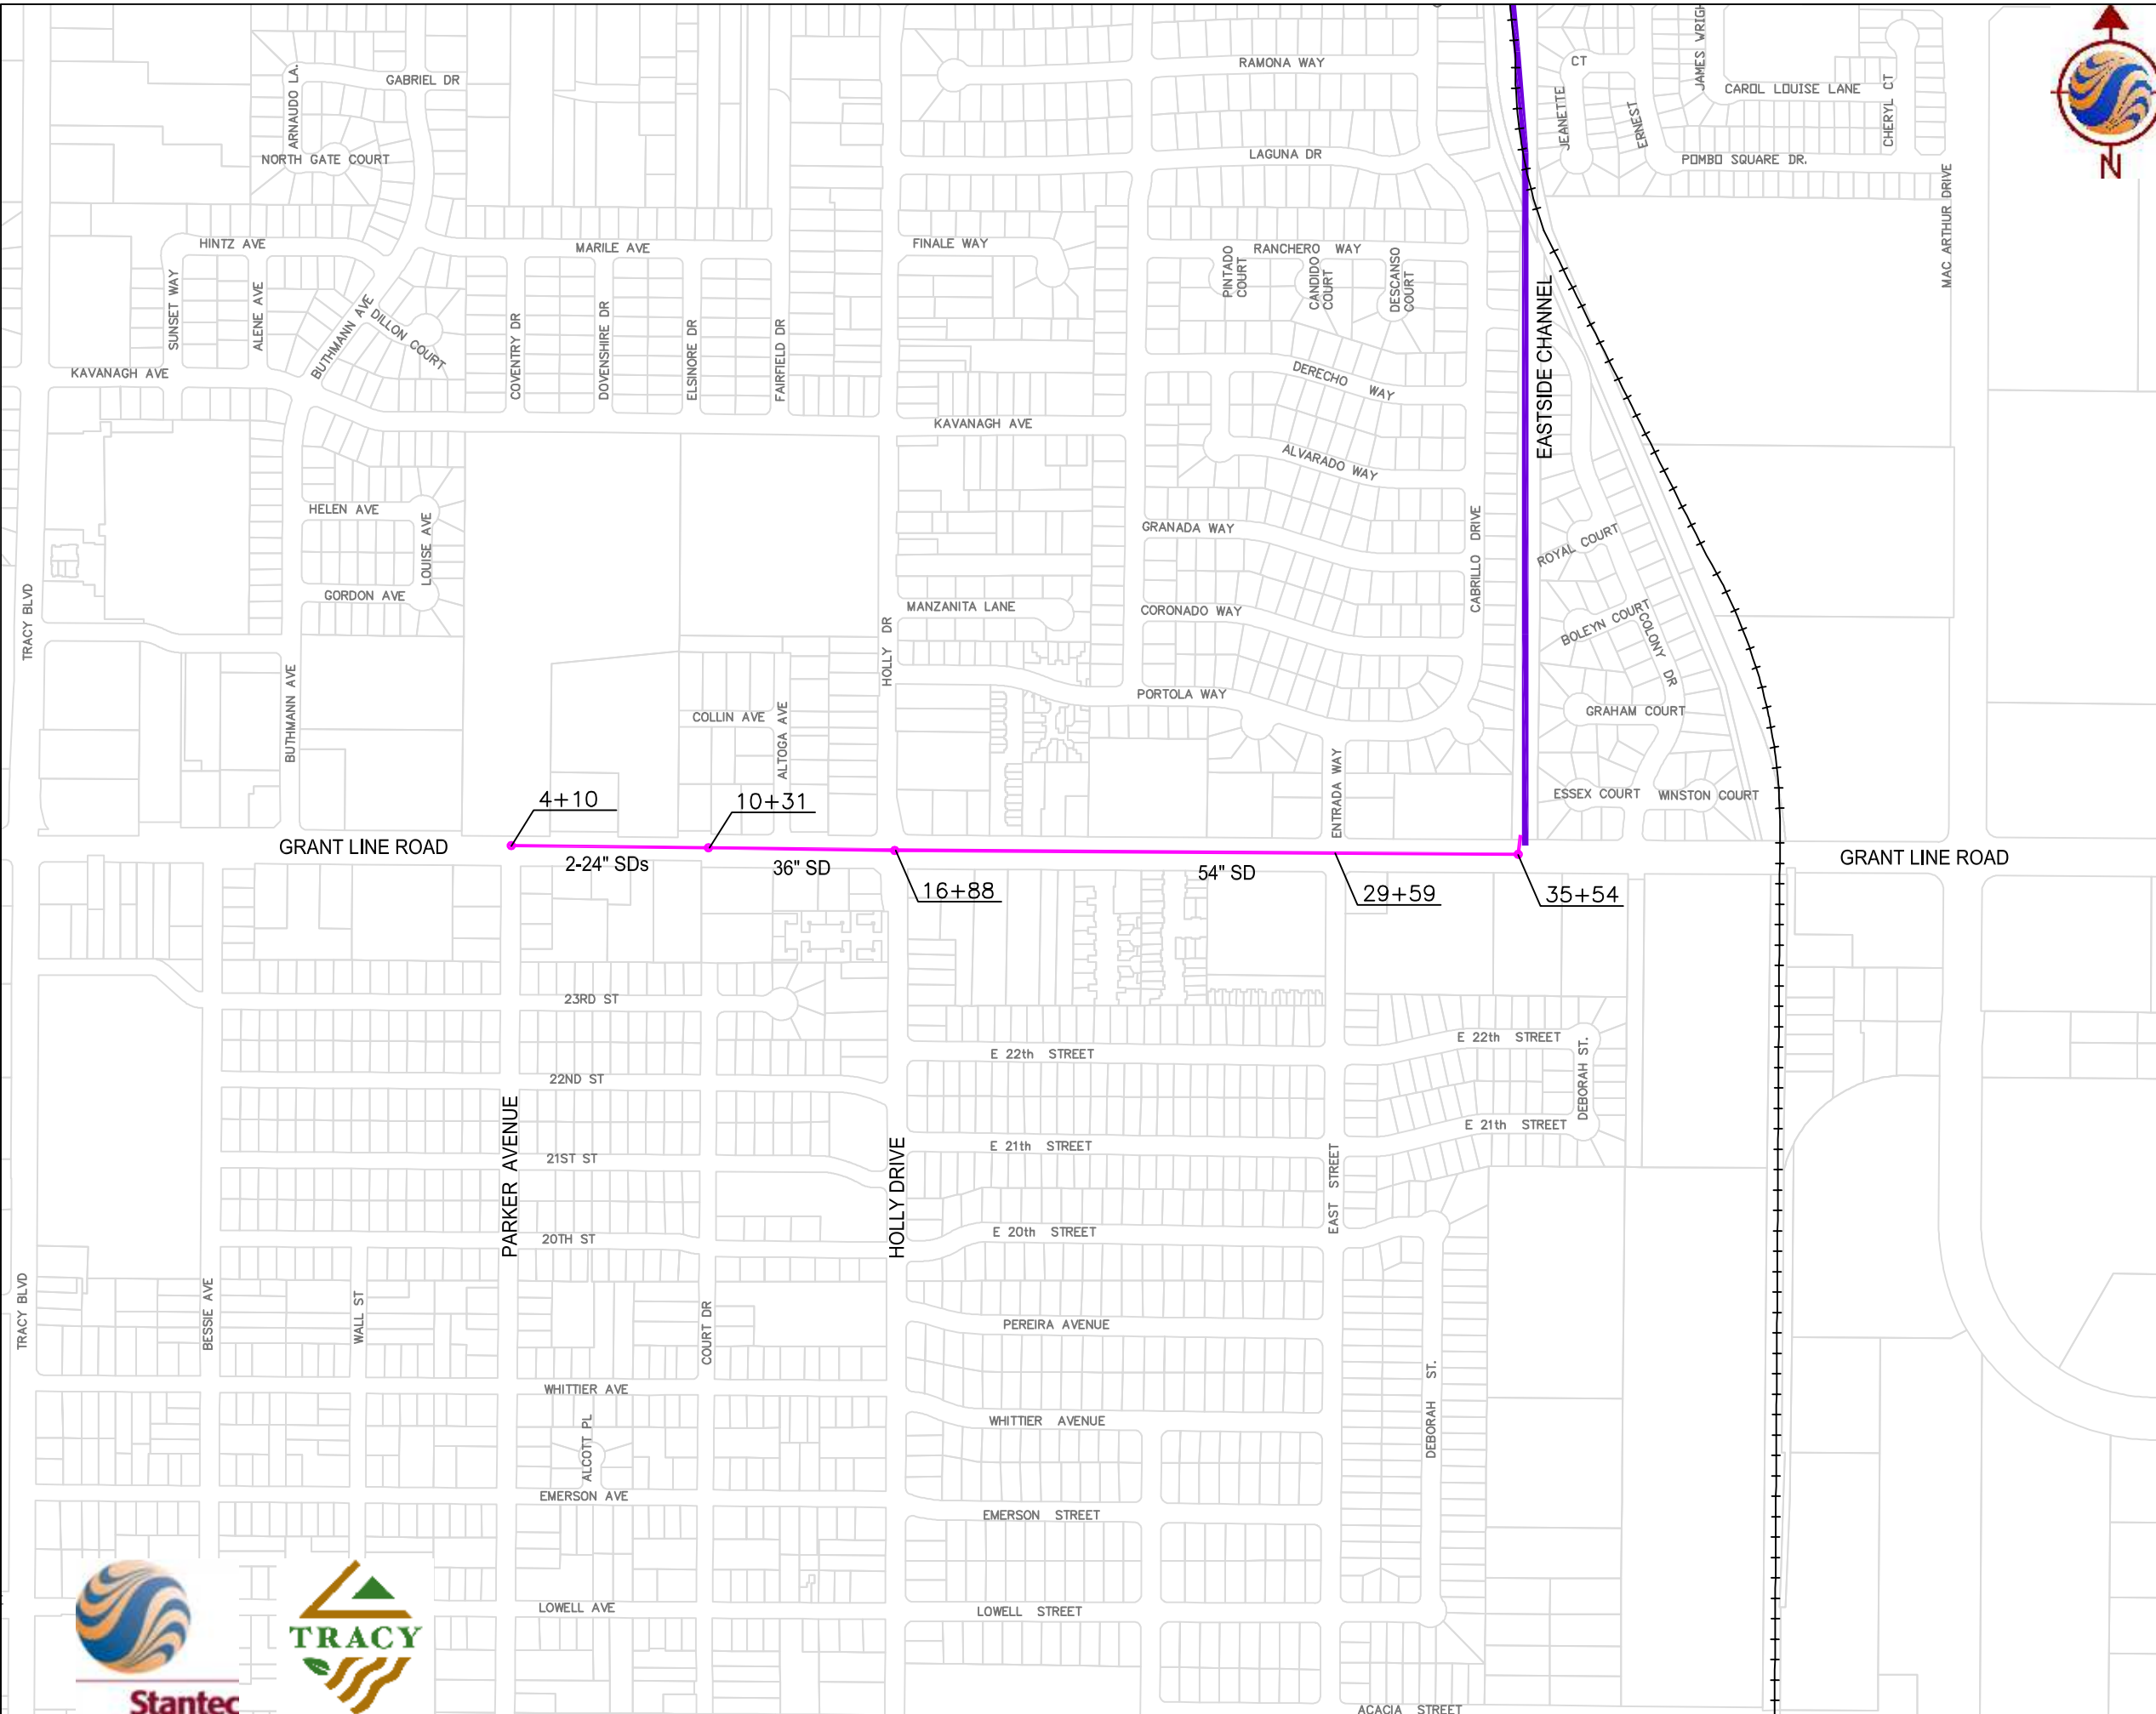 RAMONA WAY
CT
JAMES WRIGH
CAROL LOUISE LANE
CHERYL CT
ARNAUDO LA.
GABRIEL DR
JEANETTE
ERNEST
N
NORTH GATE COURT
LAGUNA DR
POMBO SQUARE DR.
MAC ARTHUR DRIVE
HINTZ AVE
MARILE AVE
FINALE WAY
RANCHERO WAY
PINTADO
COURT
CANDIDO
COURT
DESCANSO
COURT
SUNSET WAY
ALENE AVE
BUTHMANN AVE
DILLON COURT
COVENTRY DR
DOVENSHIRE DR
ELSINORE DR
FAIRFIELD DR
EASTSIDE CHANNEL
KAVANAGH AVE
DERECHO WAY
KAVANAGH AVE
ALVARADO WAY
HELEN AVE
LOUISE AVE
GRANADA WAY
CABRILLO DRIVE
ROYAL COURT
GORDON AVE
MANZANITA LANE
CORONADO WAY
BOLEYN COURT
COLONY DR
TRACY BLVD
HOLLY DR
BUTHMANN AVE
PORTOLA WAY
COLLIN AVE
ALTOGA AVE
GRAHAM COURT
ENTRADA WAY
ESSEX COURT
WINSTON COURT
4+10
10+31
GRANT LINE ROAD
2-24" SDs
36" SD
54" SD
GRANT LINE ROAD
16+88
29+59
35+54
23RD ST
E 22th STREET
E 22th STREET
22ND ST
DEBORAH ST.
PARKER AVENUE
E 21th STREET
E 21th STREET
21ST ST
HOLLY DRIVE
EAST STREET
20TH ST
E 20th STREET
TRACY BLVD
BESSIE AVE
WALL ST
COURT DR
PEREIRA AVENUE
WHITTIER AVE
DEBORAH ST.
WHITTIER AVENUE
ALCOTT PL
EMERSON AVE
EMERSON STREET
LOWELL AVE
LOWELL STREET
TRACY
Stantec
ACACIA STREET